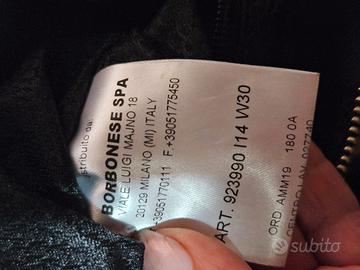 stribuito da:
BORBONESE SPA
VIALE LUIGI MAJNO 18
20129 MILANO (MI) ITALY
+39051770111 F.+39051775450
ART. 923990 I14 W30
ORD AMM19 180 0A
subito